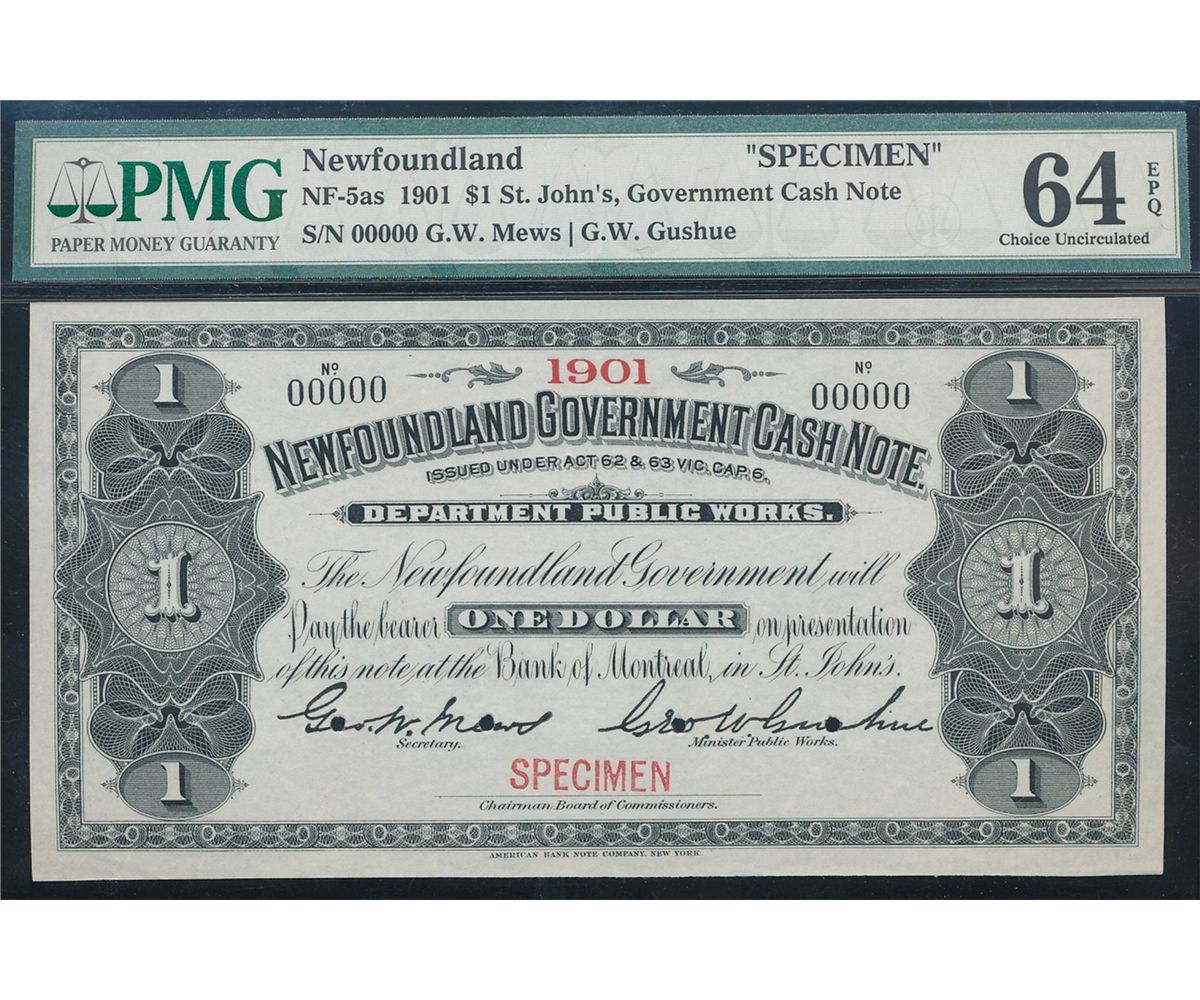 PMG
PAPER MONEY GUARANTY
Newfoundland "SPECIMEN"
NF-5as 1901 $1 St. John's, Government Cash Note
S/N 00000 G.W. Mews | G.W. Gushue
64 EPQ
Choice Uncirculated
1 1
Nº 1901 Nº
00000 00000
NEWFOUNDLAND GOVERNMENT CASH NOTE.
ISSUED UNDER ACT 62 & 63 VIC. CAP. 6.
DEPARTMENT PUBLIC WORKS.
The Newfoundland Government will
1 1
Pay the bearer ONE DOLLAR on presentation
of this note at the Bank of Montreal, in St. John's.
Geo. W. Mews Geo W Gushue
Secretary. Minister Public Works.
1 SPECIMEN 1
Chairman Board of Commissioners.
AMERICAN BANK NOTE COMPANY, NEW YORK.